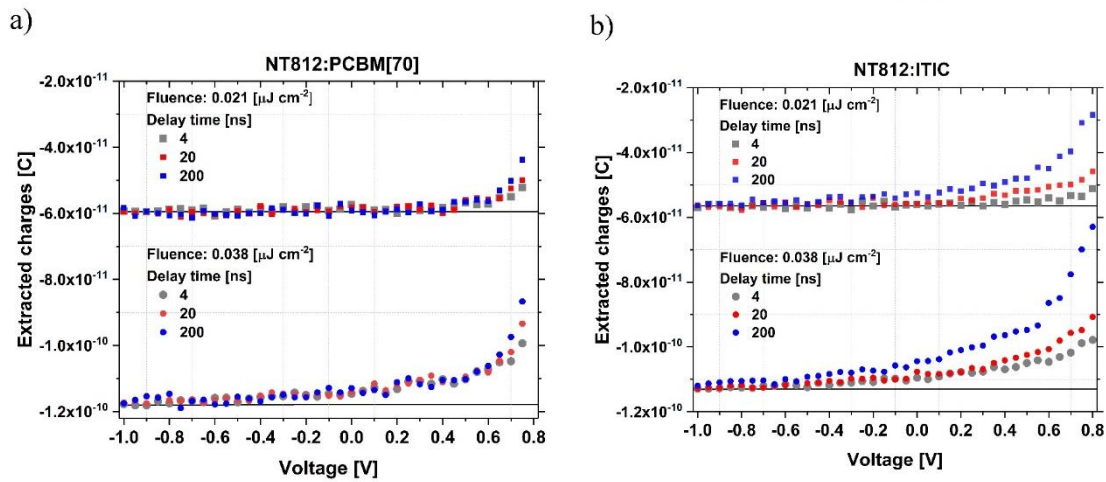 a)
NT812:PCBM[70]
-2.0x10⁻¹¹
-4.0x10⁻¹¹
-6.0x10⁻¹¹
-8.0x10⁻¹¹
-1.0x10⁻¹⁰
-1.2x10⁻¹⁰
Extracted charges [C]
Fluence: 0.021 [µJ cm⁻²]
Delay time [ns]
4
20
200
Fluence: 0.038 [µJ cm⁻²]
Delay time [ns]
4
20
200
-1.0 -0.8 -0.6 -0.4 -0.2 0.0 0.2 0.4 0.6 0.8
Voltage [V]
b)
NT812:ITIC
-2.0x10⁻¹¹
-4.0x10⁻¹¹
-6.0x10⁻¹¹
-8.0x10⁻¹¹
-1.0x10⁻¹⁰
-1.2x10⁻¹⁰
Extracted charges [C]
Fluence: 0.021 [µJ cm⁻²]
Delay time [ns]
4
20
200
Fluence: 0.038 [µJ cm⁻²]
Delay time [ns]
4
20
200
-1.0 -0.8 -0.6 -0.4 -0.2 0.0 0.2 0.4 0.6 0.8
Voltage [V]